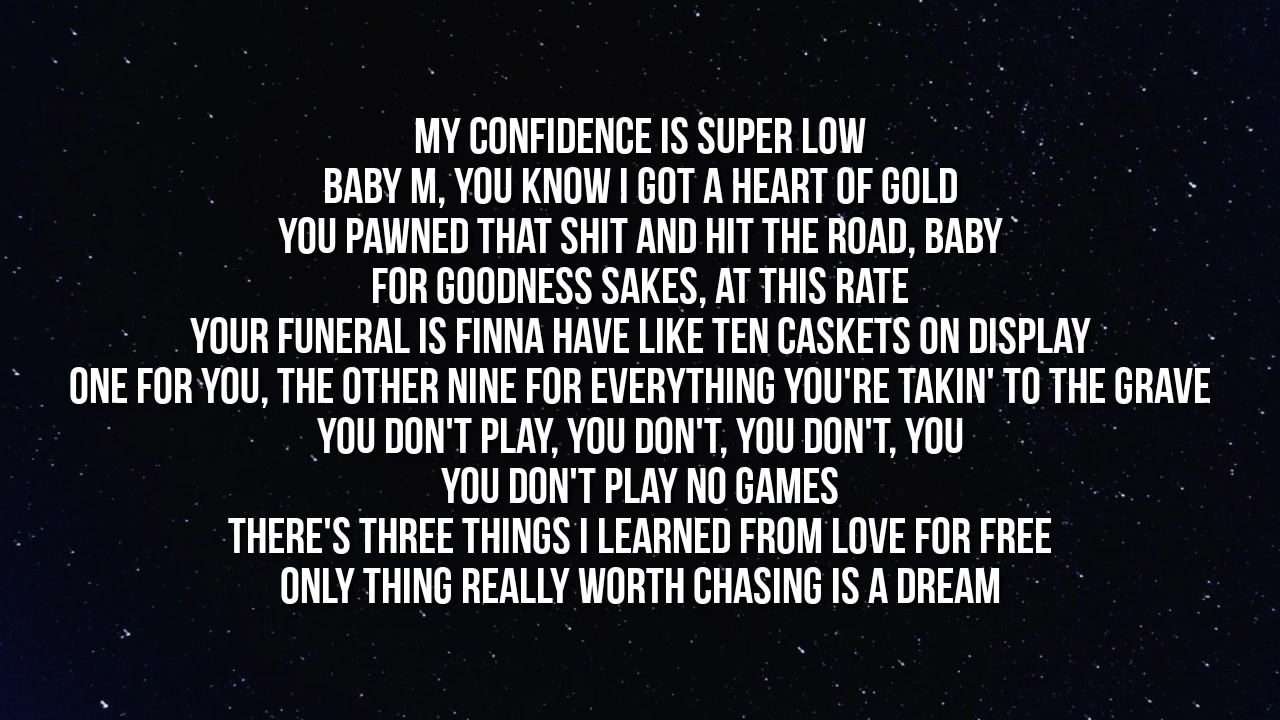 MY CONFIDENCE IS SUPER LOW
BABY M, YOU KNOW I GOT A HEART OF GOLD
YOU PAWNED THAT SHIT AND HIT THE ROAD, BABY
FOR GOODNESS SAKES, AT THIS RATE
YOUR FUNERAL IS FINNA HAVE LIKE TEN CASKETS ON DISPLAY
ONE FOR YOU, THE OTHER NINE FOR EVERYTHING YOU'RE TAKIN' TO THE GRAVE
YOU DON'T PLAY, YOU DON'T, YOU DON'T, YOU
YOU DON'T PLAY NO GAMES
THERE'S THREE THINGS I LEARNED FROM LOVE FOR FREE
ONLY THING REALLY WORTH CHASING IS A DREAM